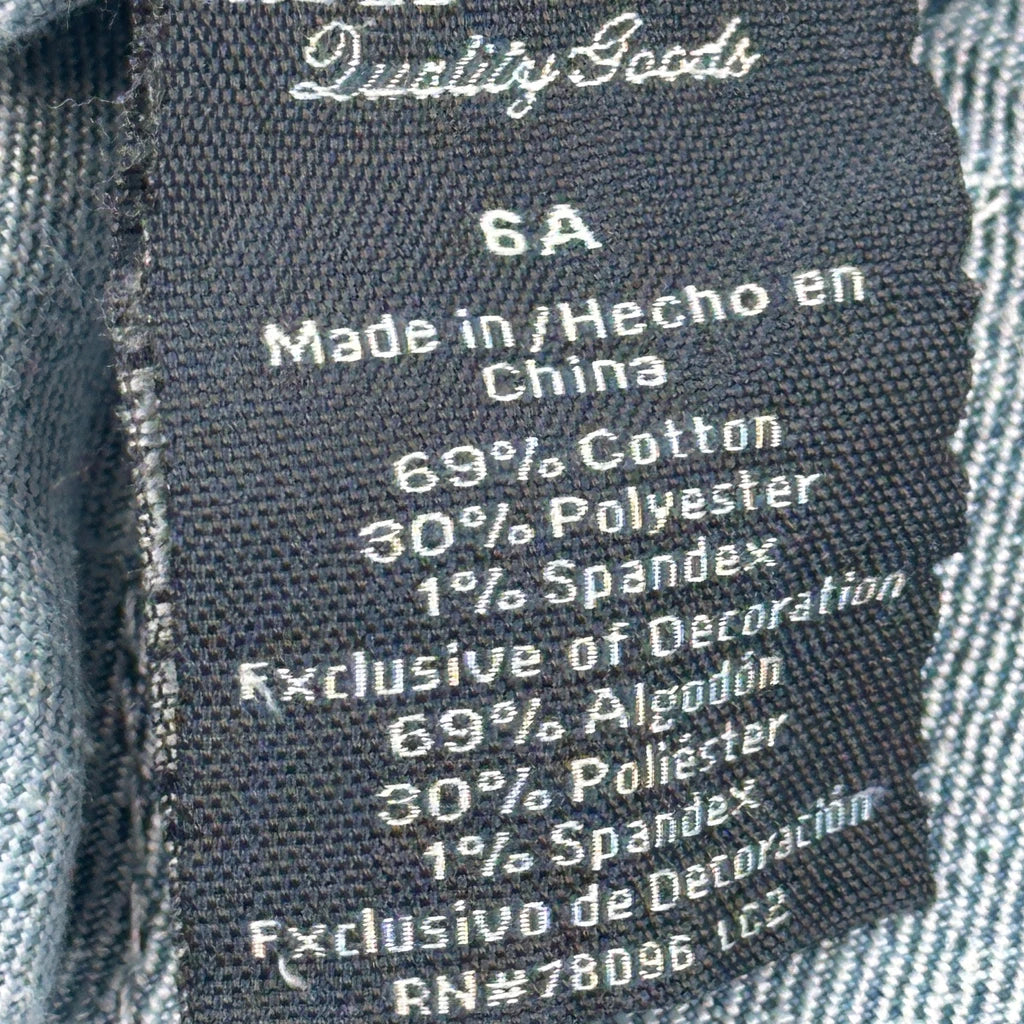 Quality Goods
6A
Made in/Hecho en
China
69% Cotton
30% Polyester
1% Spandex
Exclusive of Decoration
69% Algodón
30% Poliéster
1% Spandex
Exclusivo de Decoración
RN#78096 LC2